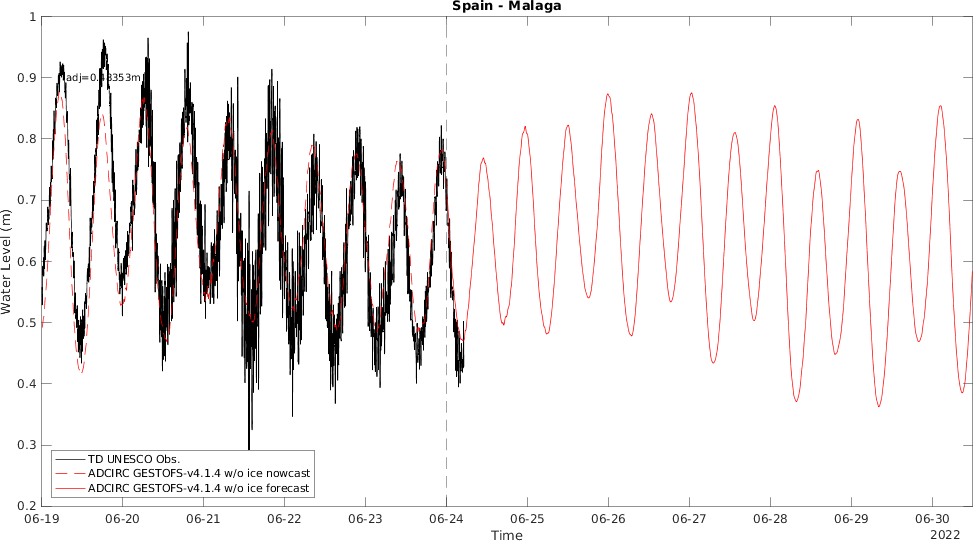 Spain - Malaga
1
0.9
0.8
0.7
0.6
0.5
0.4
0.3
0.2
Water Level (m)
adj=0.48353m
TD UNESCO Obs.
ADCIRC GESTOFS-v4.1.4 w/o ice nowcast
ADCIRC GESTOFS-v4.1.4 w/o ice forecast
06-19 06-20 06-21 06-22 06-23 06-24 06-25 06-26 06-27 06-28 06-29 06-30
Time
2022